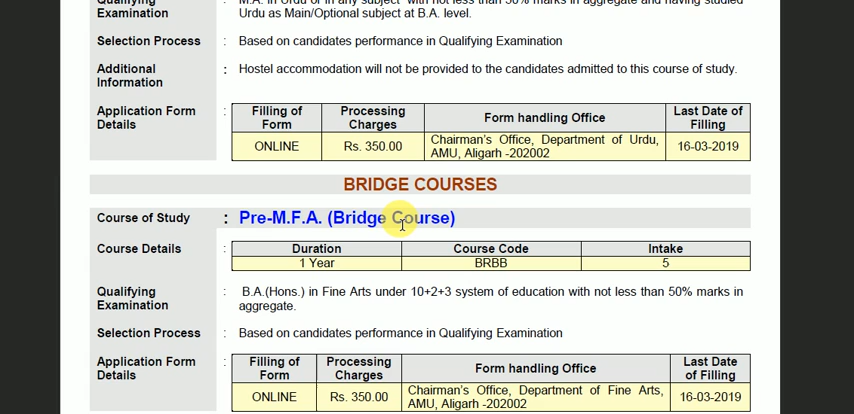 Qualifying
Examination
M.A. in Urdu or in any subject with not less than 50% marks in aggregate and having studied
Urdu as Main/Optional subject at B.A. level.
Selection Process : Based on candidates performance in Qualifying Examination
Additional
Information
: Hostel accommodation will not be provided to the candidates admitted to this course of study.
Application Form
Details
:
Filling of
Form
Processing
Charges
Form handling Office
Last Date of
Filling
ONLINE
Rs. 350.00
Chairman's Office, Department of Urdu,
AMU, Aligarh -202002
16-03-2019
BRIDGE COURSES
Course of Study : Pre-M.F.A. (Bridge Course)
Course Details :
Duration Course Code Intake
1 Year BRBB 5
Qualifying
Examination
: B.A.(Hons.) in Fine Arts under 10+2+3 system of education with not less than 50% marks in
aggregate.
Selection Process : Based on candidates performance in Qualifying Examination
Application Form
Details
:
Filling of
Form
Processing
Charges
Form handling Office
Last Date
of Filling
ONLINE
Rs. 350.00
Chairman's Office, Department of Fine Arts,
AMU, Aligarh -202002
16-03-2019